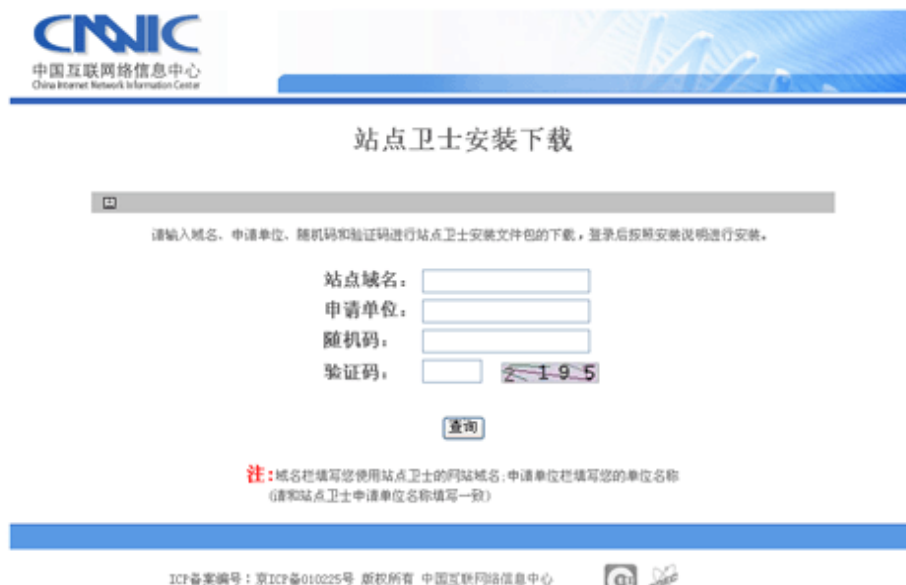 CNNIC
中国互联网络信息中心
China Internet Network Information Center
站点卫士安装下载
请输入域名、申请单位、随机码和验证码进行站点卫士安装文件包的下载，登录后按照安装说明进行安装。
站点域名：
申请单位：
随机码：
验证码： 2 195
查询
注：域名栏填写您使用站点卫士的网站域名;申请单位栏填写您的单位名称
(请和站点卫士申请单位名称填写一致)
ICP备案编号：京ICP备010225号 版权所有 中国互联网络信息中心